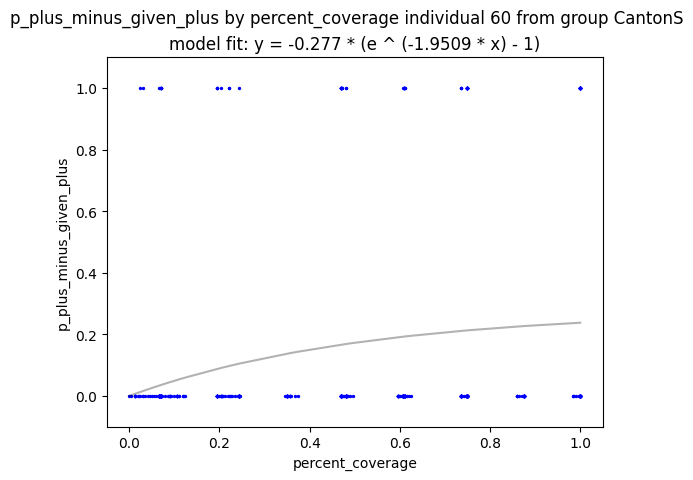 p_plus_minus_given_plus by percent_coverage individual 60 from group CantonS
model fit: y = -0.277 * (e ^ (-1.9509 * x) - 1)
1.0
0.8
0.6
0.4
0.2
0.0
p_plus_minus_given_plus
0.0 0.2 0.4 0.6 0.8 1.0
percent_coverage